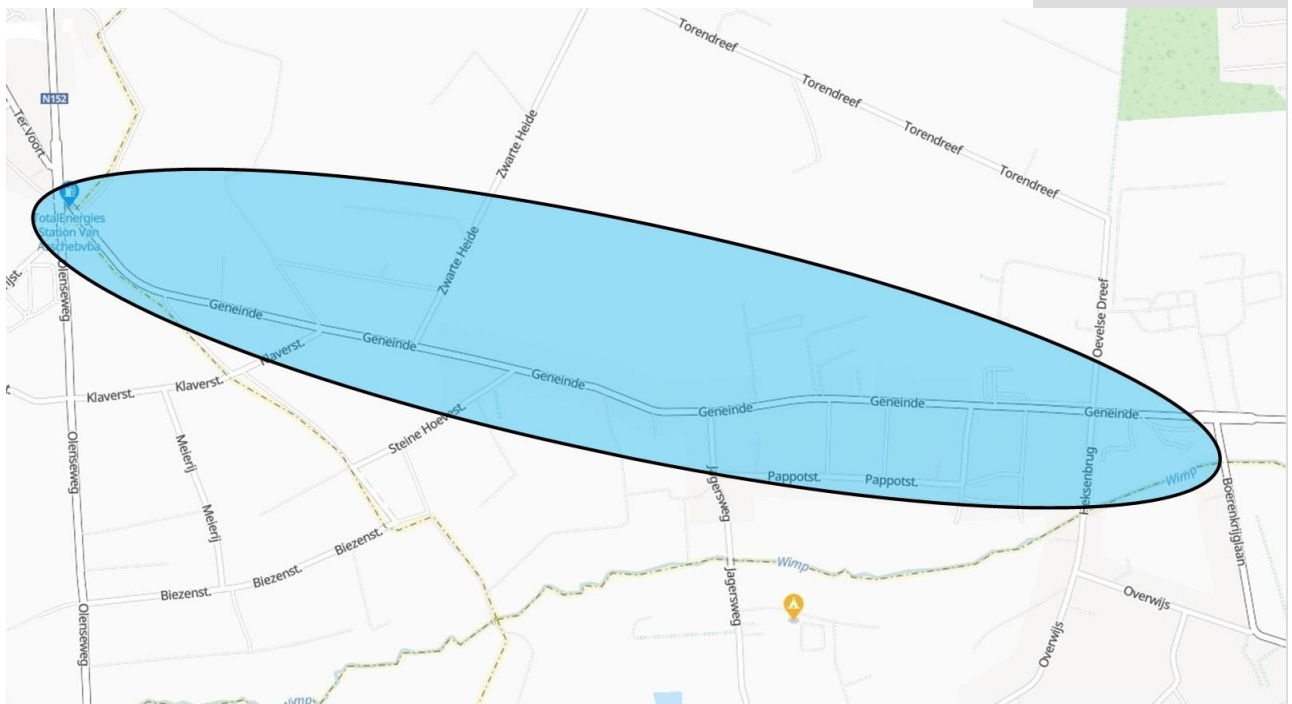 Torendreef
Torendreef
N152
Ter Voort
Zwarte Heide
Torendreef
Torendreef
TotalEnergies
Station Van
Asschebvba
Zwarte Heide
Olenseweg
Geneinde
Oevelse Dreef
Geneinde
Klaverst.
Geneinde
Klaverst.
Klaverst.
Geneinde
Geneinde
Geneinde
Steine Hoevest.
Meierij
Olenseweg
Pappotst.
Pappotst.
Heksenbrug
Wimp
Jagersweg
Boerenkrijglaan
Meierij
Biezenst.
Wimp
Biezenst.
Biezenst.
Jagersweg
Overwijs
Olenseweg
Overwijs